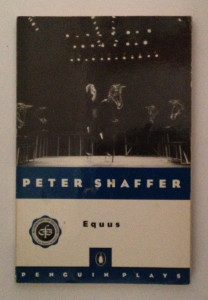 PETER SHAFFER
Equus
PENGUIN PLAYS